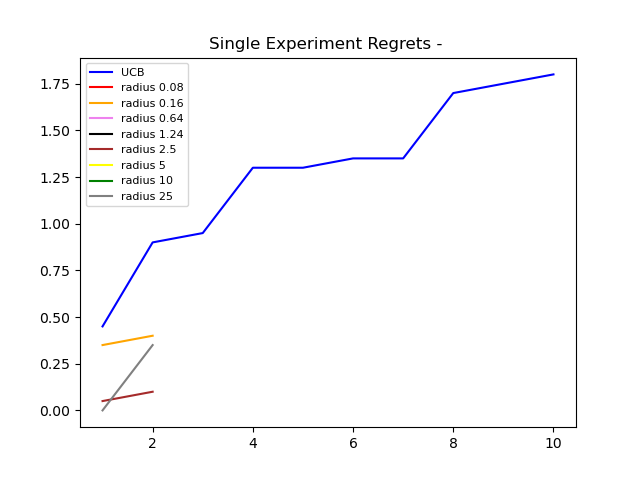 Single Experiment Regrets -
UCB
radius 0.08
radius 0.16
radius 0.64
radius 1.24
radius 2.5
radius 5
radius 10
radius 25
1.75
1.50
1.25
1.00
0.75
0.50
0.25
0.00
2 4 6 8 10